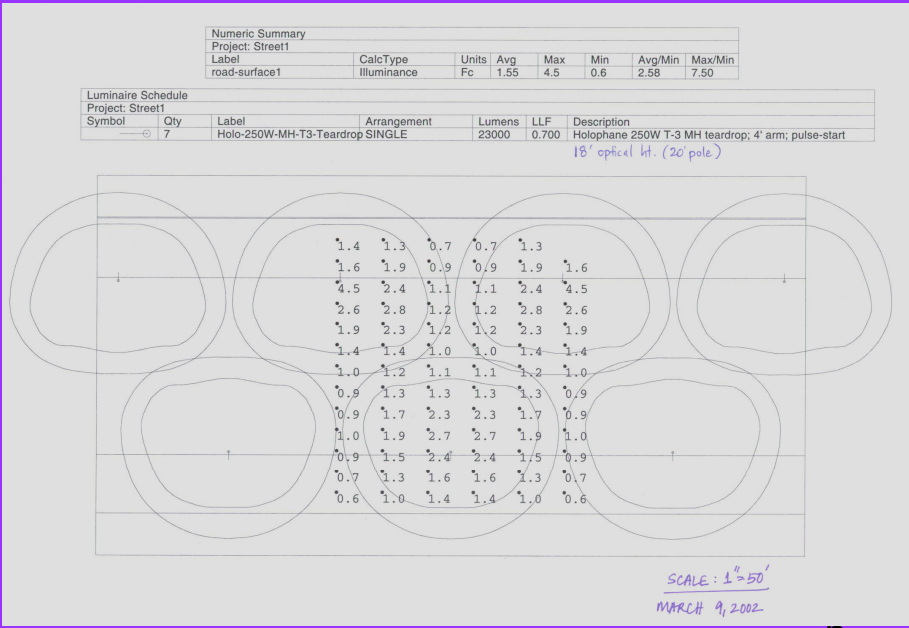 Numeric Summary
Project: Street1
Label CalcType Units Avg Max Min Avg/Min Max/Min
road-surface1 Illuminance Fc 1.55 4.5 0.6 2.58 7.50
Luminaire Schedule
Project: Street1
Symbol Qty Label Arrangement Lumens LLF Description
7 Holo-250W-MH-T3-Teardrop SINGLE 23000 0.700 Holophane 250W T-3 MH teardrop; 4' arm; pulse-start
18' optical ht. (20' pole)
1.4 1.3 0.7 0.7 1.3
1.6 1.9 0.9 0.9 1.9 1.6
4.5 2.4 1.1 1.1 2.4 4.5
2.6 2.8 1.2 1.2 2.8 2.6
1.9 2.3 1.2 1.2 2.3 1.9
1.4 1.4 1.0 1.0 1.4 1.4
1.0 1.2 1.1 1.1 1.2 1.0
0.9 1.3 1.3 1.3 1.3 0.9
0.9 1.7 2.3 2.3 1.7 0.9
1.0 1.9 2.7 2.7 1.9 1.0
0.9 1.5 2.4 2.4 1.5 0.9
0.7 1.3 1.6 1.6 1.3 0.7
0.6 1.0 1.4 1.4 1.0 0.6
SCALE: 1"=50'
MARCH 9, 2002